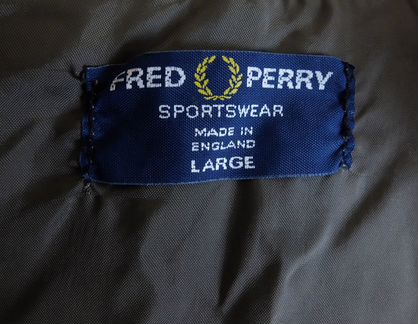 FRED PERRY
SPORTSWEAR
MADE IN
ENGLAND
LARGE